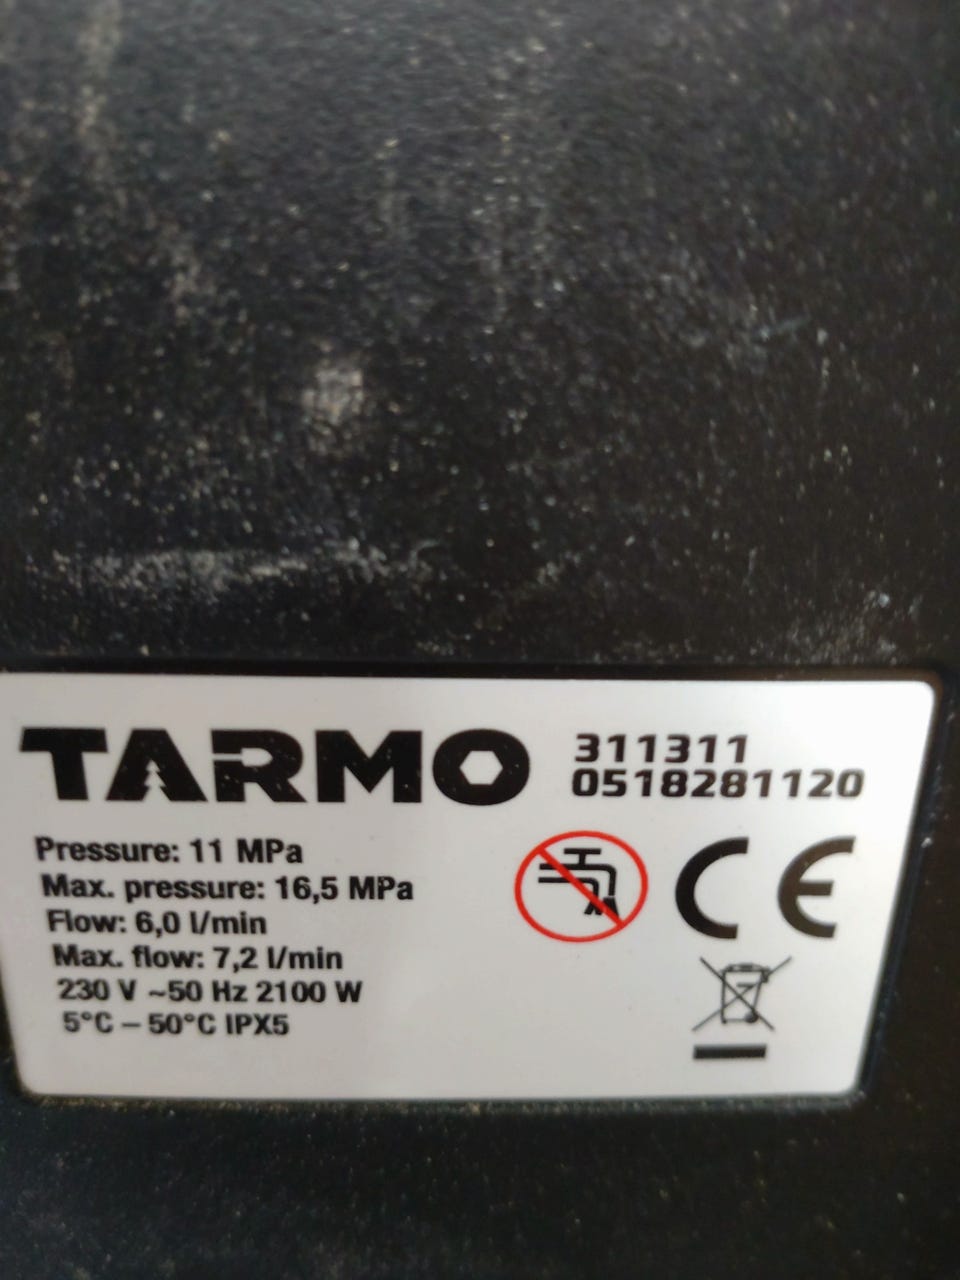 TARMO
311311
0518281120
Pressure: 11 MPa
Max. pressure: 16,5 MPa
Flow: 6,0 l/min
Max. flow: 7,2 l/min
230 V ~50 Hz 2100 W
5°C – 50°C IPX5
CE